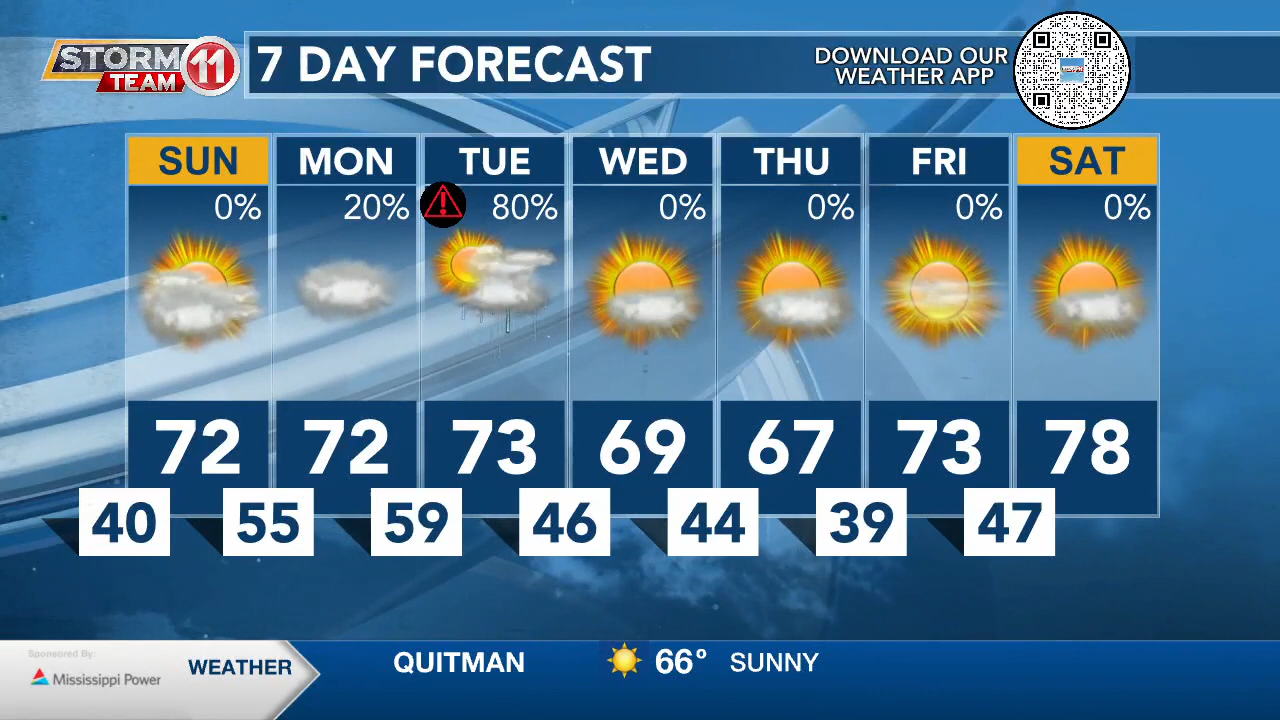 STORM
TEAM
11
7 DAY FORECAST
DOWNLOAD OUR
WEATHER APP
SUN MON TUE WED THU FRI SAT
0% 20% 80% 0% 0% 0% 0%
72 72 73 69 67 73 78
40 55 59 46 44 39 47
Sponsored By:
Mississippi Power
WEATHER
QUITMAN 66° SUNNY